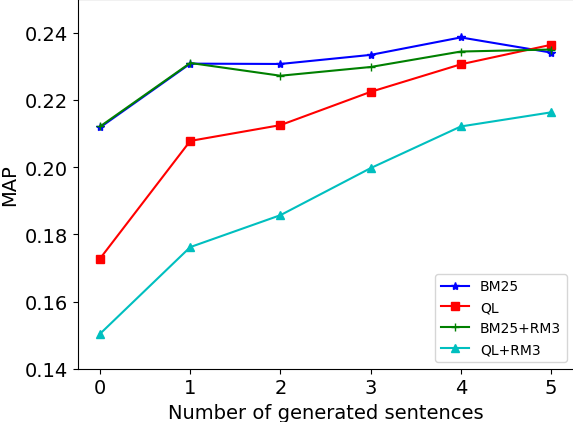 0.24
0.22
0.20
0.18
0.16
0.14
MAP
0 1 2 3 4 5
Number of generated sentences
BM25
QL
BM25+RM3
QL+RM3